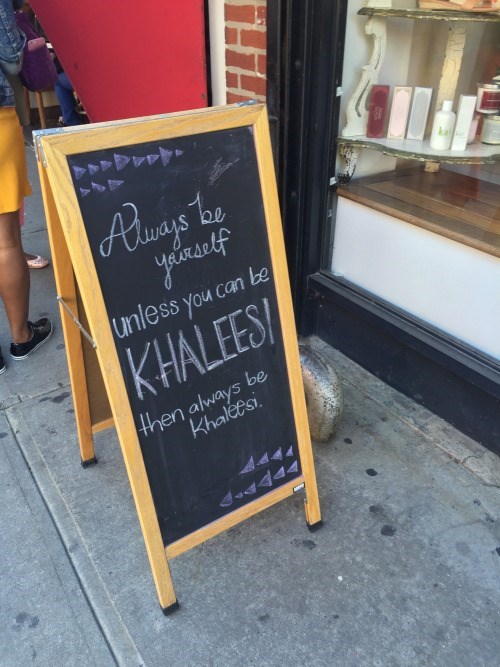 Always be
yourself
unless you can be
KHALEESI
then always be
Khaleesi.